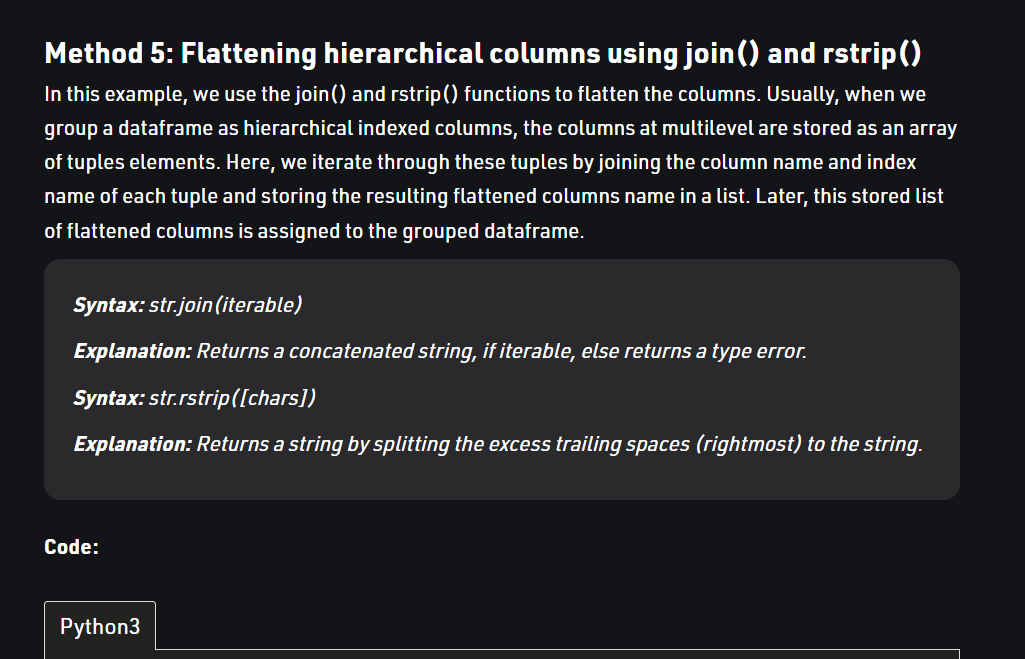 Method 5: Flattening hierarchical columns using join() and rstrip()
In this example, we use the join() and rstrip() functions to flatten the columns. Usually, when we
group a dataframe as hierarchical indexed columns, the columns at multilevel are stored as an array
of tuples elements. Here, we iterate through these tuples by joining the column name and index
name of each tuple and storing the resulting flattened columns name in a list. Later, this stored list
of flattened columns is assigned to the grouped dataframe.
Syntax: str.join(iterable)
Explanation: Returns a concatenated string, if iterable, else returns a type error.
Syntax: str.rstrip([chars])
Explanation: Returns a string by splitting the excess trailing spaces (rightmost) to the string.
Code:
Python3